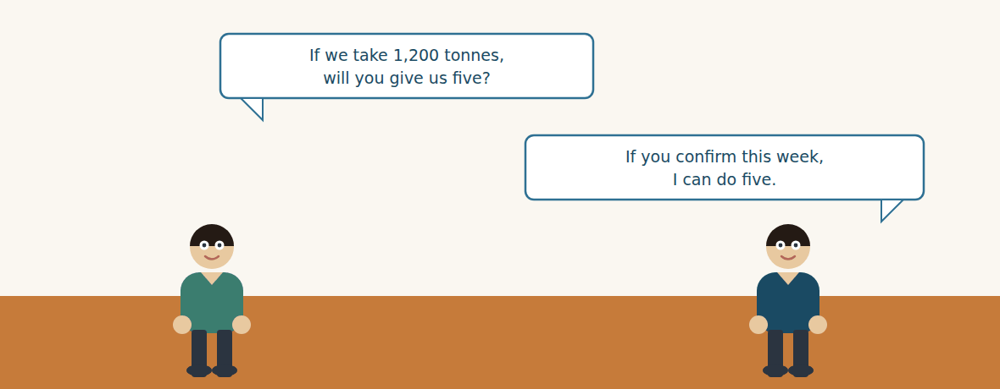 If we take 1,200 tonnes,
will you give us five?
If you confirm this week,
I can do five.